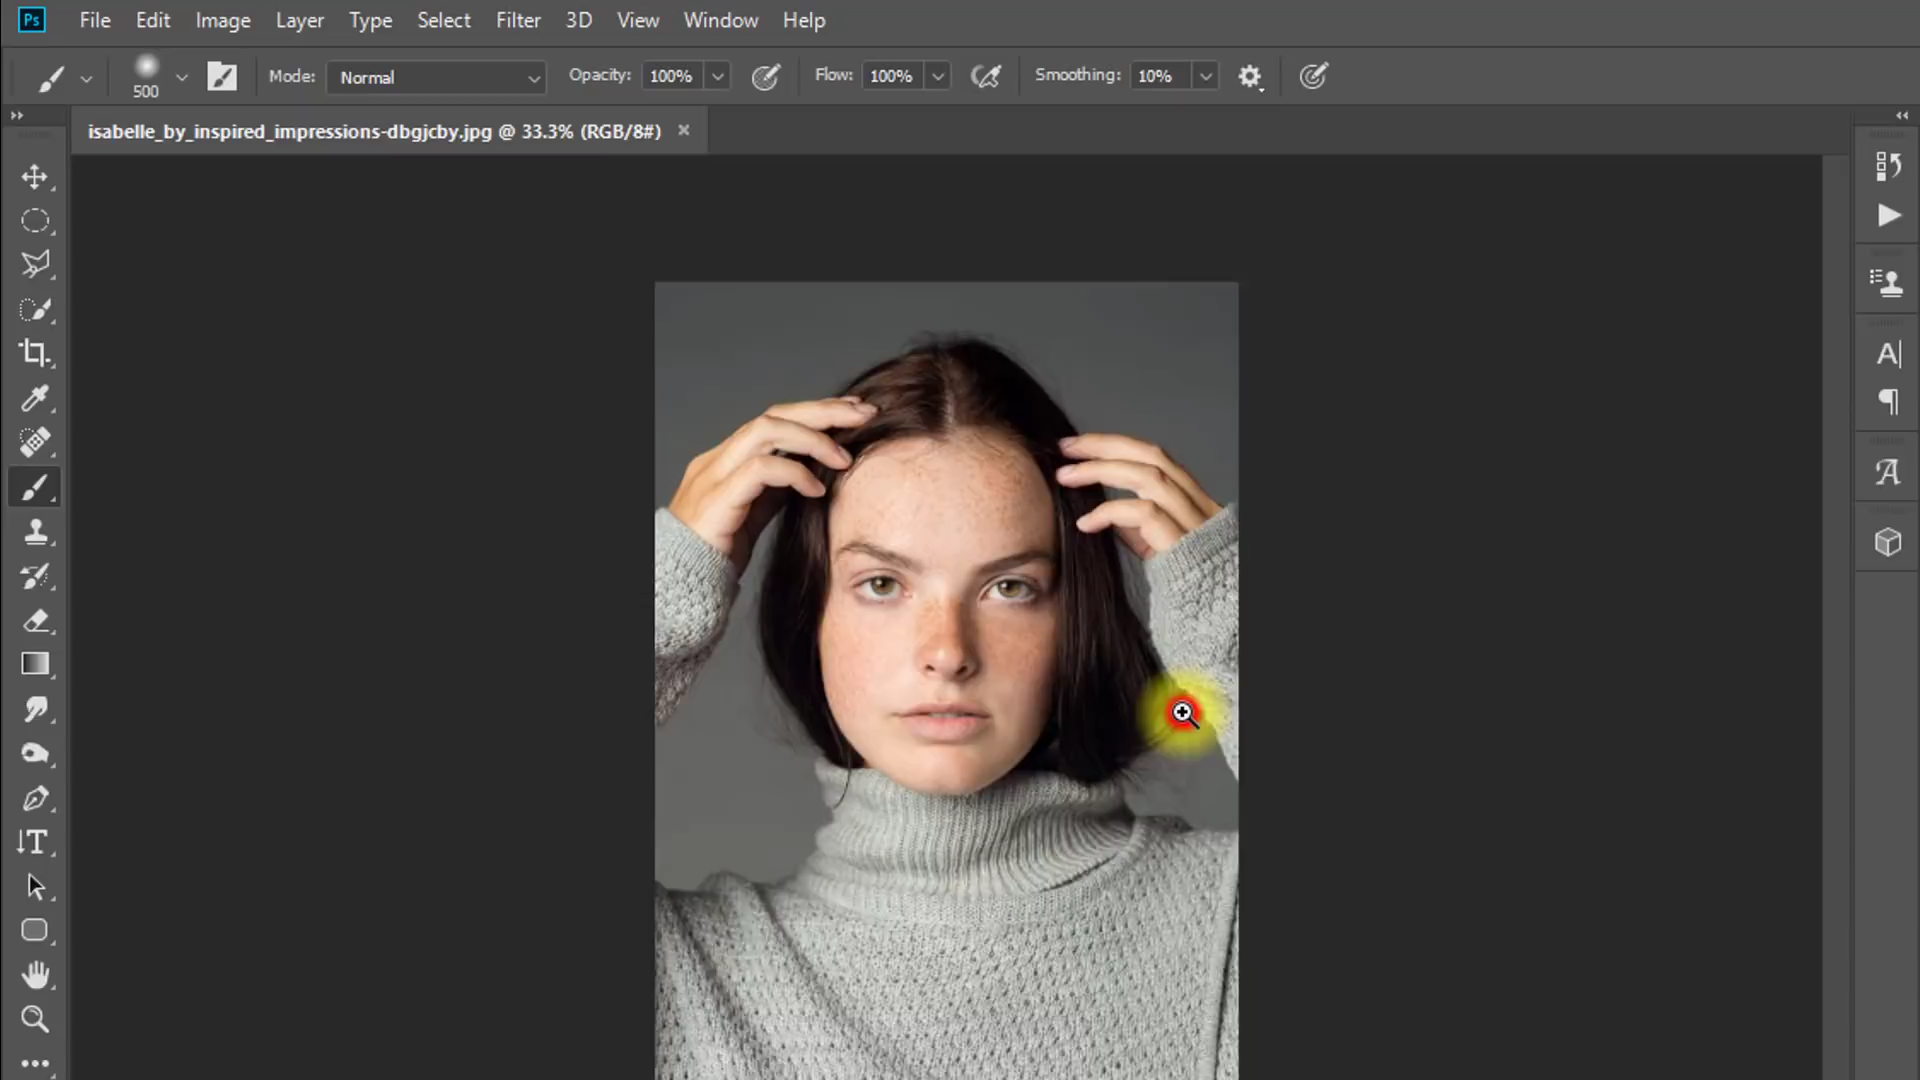 Ps File Edit Image Layer Type Select Filter 3D View Window Help
500 Mode: Normal Opacity: 100% Flow: 100% Smoothing: 10%
isabelle_by_inspired_impressions-dbgjcby.jpg @ 33.3% (RGB/8#) ×